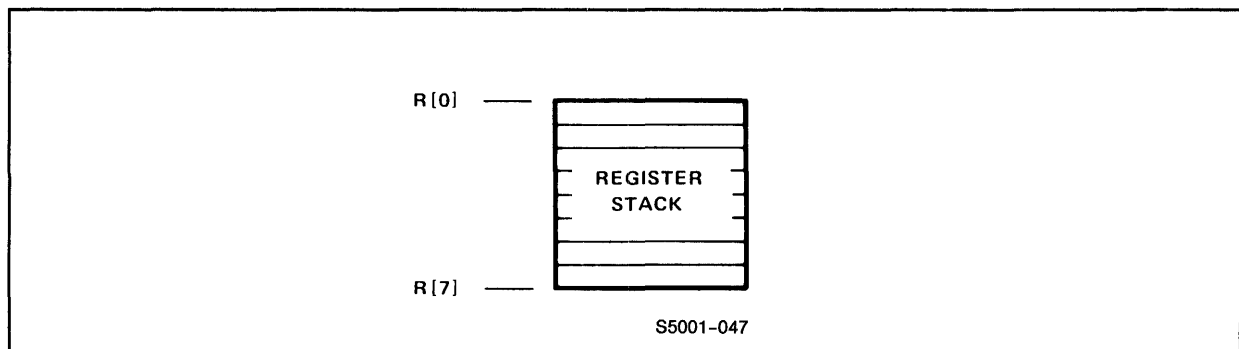 R[0]
REGISTER
STACK
R[7]
S5001-047